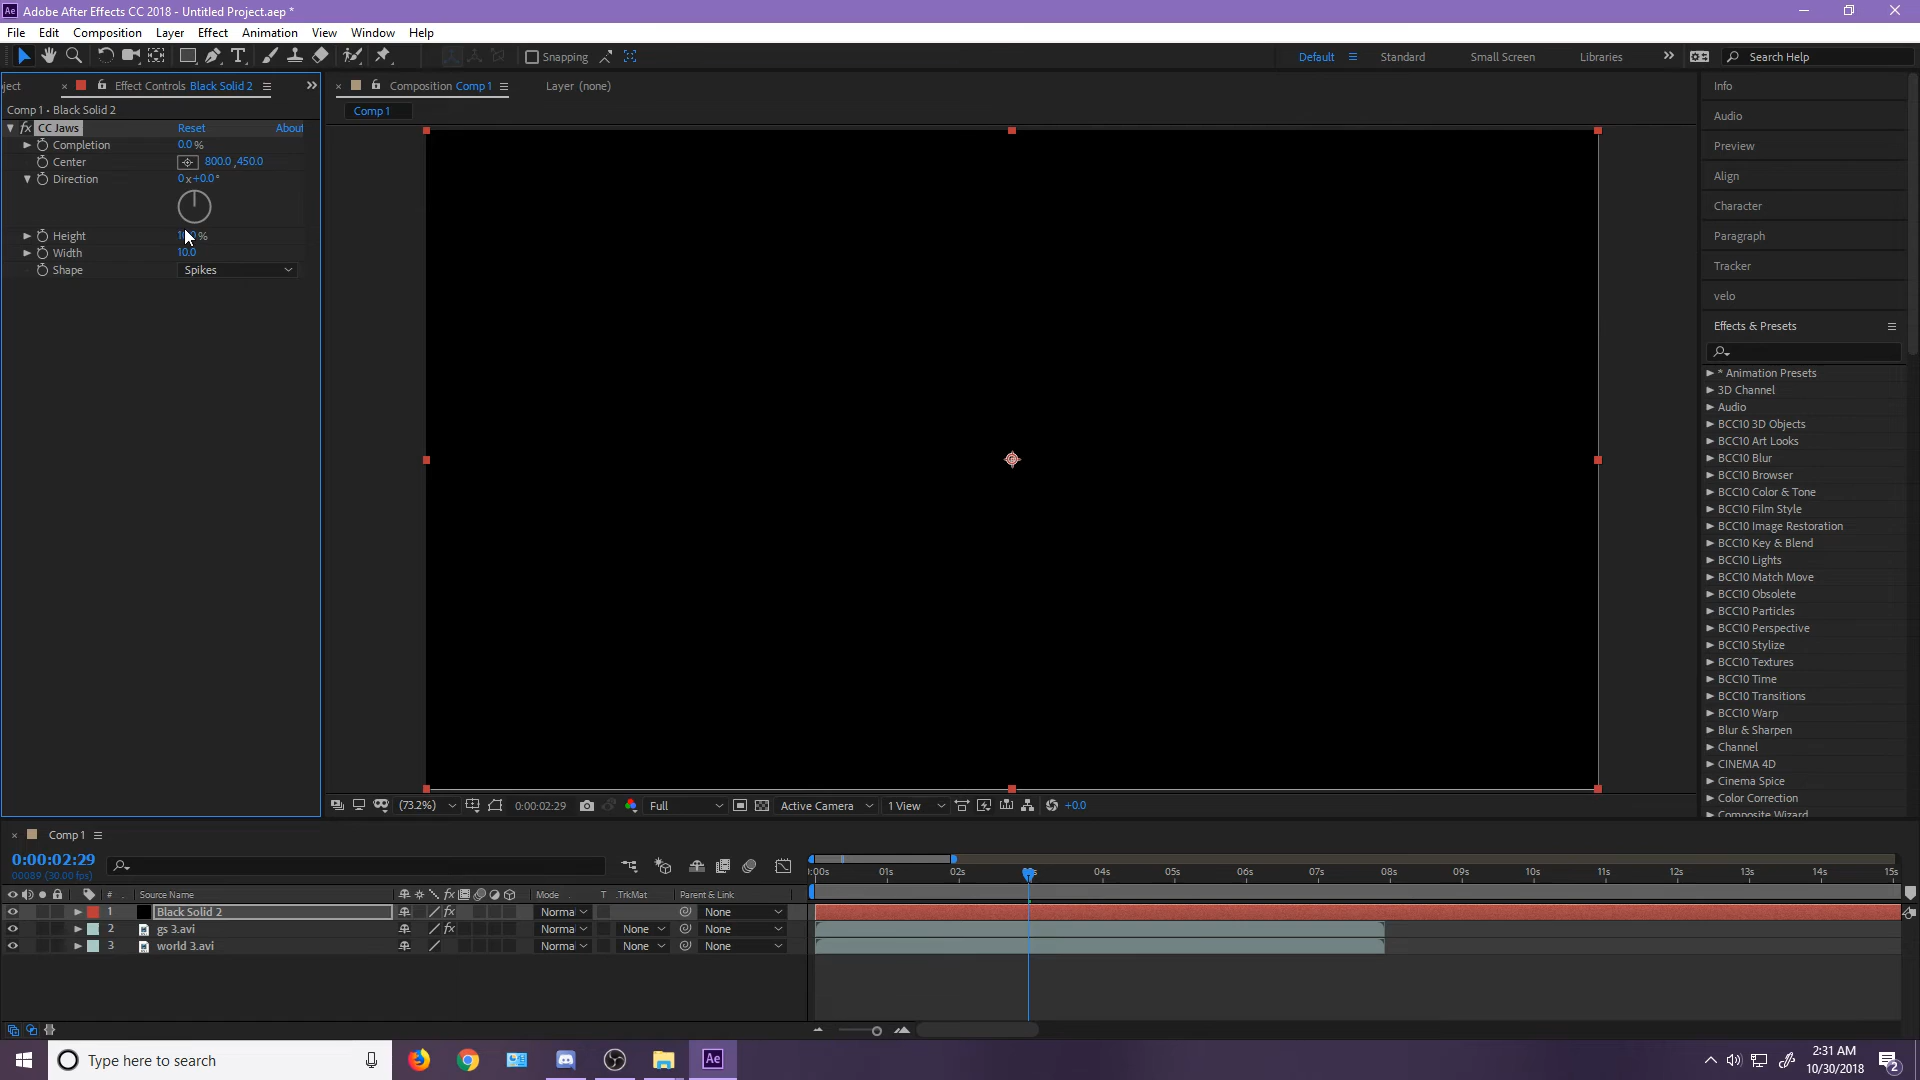 Adobe After Effects CC 2018 - Untitled Project.aep *
File Edit Composition Layer Effect Animation View Window Help
Snapping Default Standard Small Screen Libraries Search Help
ject Effect Controls Black Solid 2 Composition Comp 1 Layer (none)
Comp 1 • Black Solid 2
Comp 1
fx CC Jaws Reset About
Completion 0.0 %
Center 800.0 ,450.0
Direction 0 x +0.0 °
Height %
Width 10.0
Shape Spikes
Info
Audio
Preview
Align
Character
Paragraph
Tracker
velo
Effects & Presets
* Animation Presets
3D Channel
Audio
BCC10 3D Objects
BCC10 Art Looks
BCC10 Blur
BCC10 Browser
BCC10 Color & Tone
BCC10 Film Style
BCC10 Image Restoration
BCC10 Key & Blend
BCC10 Lights
BCC10 Match Move
BCC10 Obsolete
BCC10 Particles
BCC10 Perspective
BCC10 Stylize
BCC10 Textures
BCC10 Time
BCC10 Transitions
BCC10 Warp
Blur & Sharpen
Channel
CINEMA 4D
Cinema Spice
Color Correction
Composite Wizard
(73.2%) 0:00:02:29 Full Active Camera 1 View +0.0
Comp 1
0:00:02:29
00089 (30.00 fps)
:00s 01s 02s 04s 05s 06s 07s 08s 09s 10s 11s 12s 13s 14s 15s
# Source Name fx Mode T .TrkMat Parent & Link
1 Black Solid 2 fx Norma None
2 gs 3.avi fx Norma None None
3 world 3.avi Norma None None
Type here to search
Ae
2:31 AM
10/30/2018
2